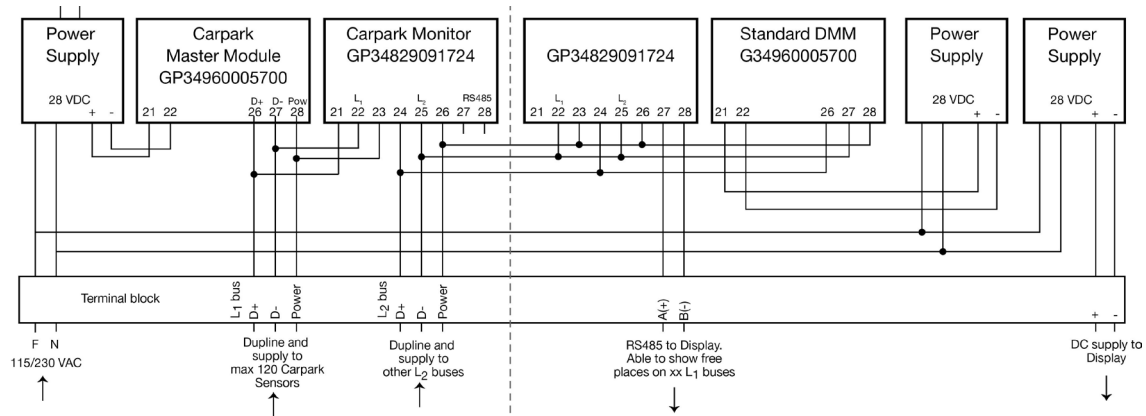 Power
Supply
28 VDC
+ -
Carpark
Master Module
GP34960005700
D+ D- Pow
21 22 26 27 28
Carpark Monitor
GP34829091724
L1 L2 RS485
21 22 23 24 25 26 27 28
GP34829091724
L1 L2
21 22 23 24 25 26 27 28
Standard DMM
G34960005700
21 22 26 27 28
Power
Supply
28 VDC
+ -
Power
Supply
28 VDC
+ -
Terminal block
L1 bus
D+
D-
Power
L2 bus
D+
D-
Power
A(+)
B(-)
+ -
F N
115/230 VAC
Dupline and
supply to
max 120 Carpark
Sensors
Dupline and
supply to
other L2 buses
RS485 to Display.
Able to show free
places on xx L1 buses
DC supply to
Display